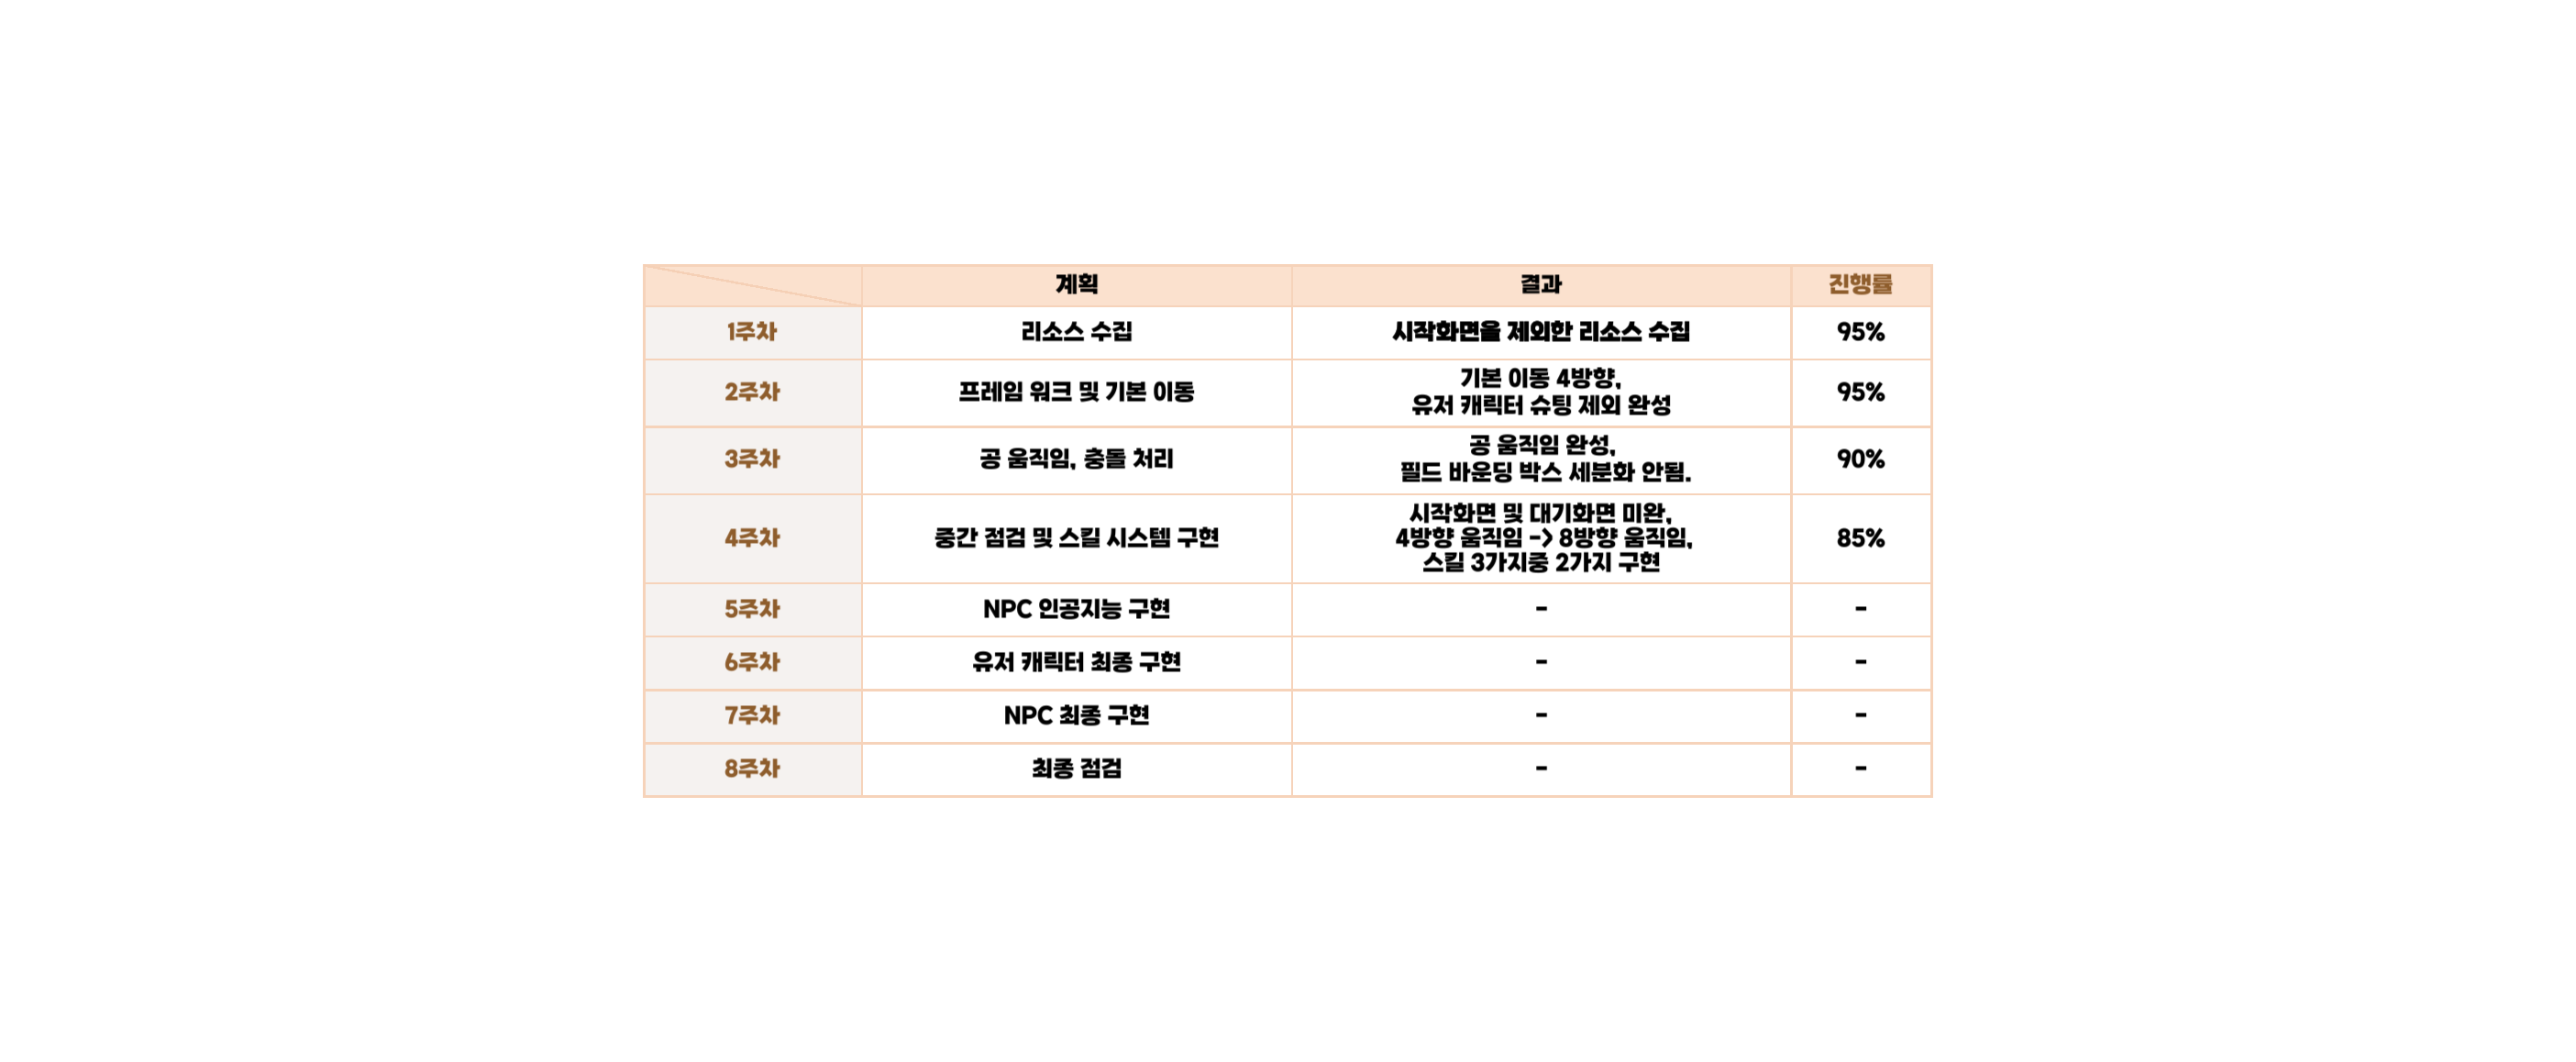 계획 결과 진행률
1주차 리소스 수집 시작화면을 제외한 리소스 수집 95%
2주차 프레임 워크 및 기본 이동 기본 이동 4방향,
유저 캐릭터 슈팅 제외 완성 95%
3주차 공 움직임, 충돌 처리 공 움직임 완성,
필드 바운딩 박스 세분화 안됨. 90%
4주차 중간 점검 및 스킬 시스템 구현 시작화면 및 대기화면 미완,
4방향 움직임 -> 8방향 움직임,
스킬 3가지중 2가지 구현 85%
5주차 NPC 인공지능 구현 - -
6주차 유저 캐릭터 최종 구현 - -
7주차 NPC 최종 구현 - -
8주차 최종 점검 - -